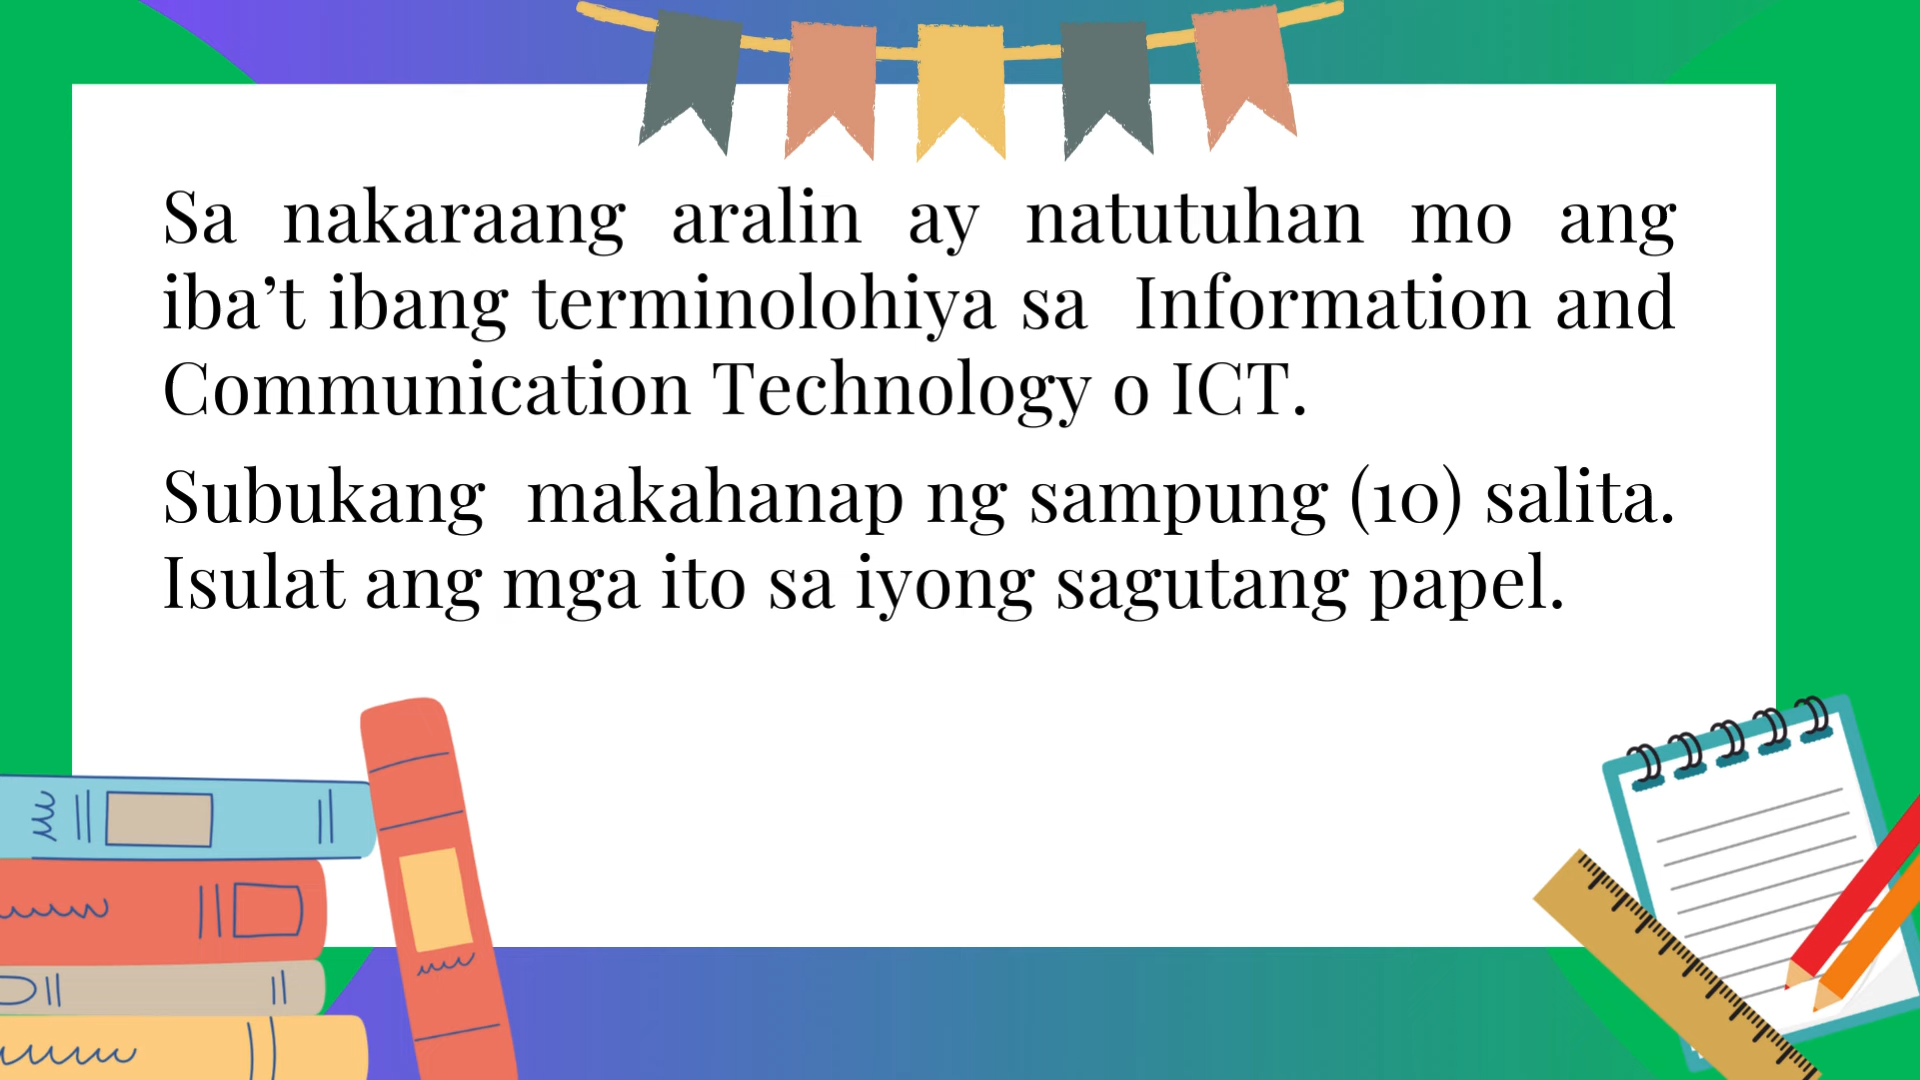 Sa nakaraang aralin ay natutuhan mo ang
iba’t ibang terminolohiya sa Information and
Communication Technology o ICT.
Subukang makahanap ng sampung (10) salita.
Isulat ang mga ito sa iyong sagutang papel.